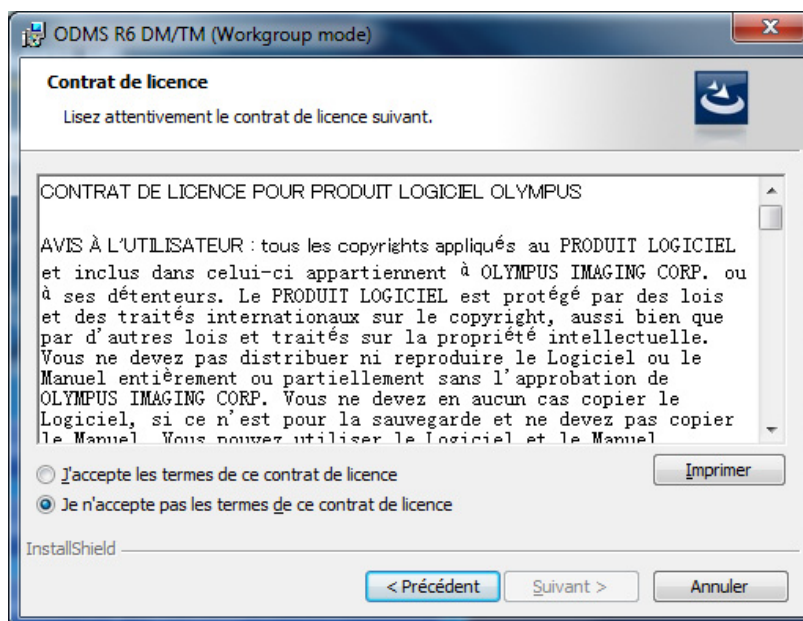 ODMS R6 DM/TM (Workgroup mode)
Contrat de licence
Lisez attentivement le contrat de licence suivant.
CONTRAT DE LICENCE POUR PRODUIT LOGICIEL OLYMPUS
AVIS À L'UTILISATEUR : tous les copyrights appliqués au PRODUIT LOGICIEL
et inclus dans celui-ci appartiennent à OLYMPUS IMAGING CORP. ou
à ses détenteurs. Le PRODUIT LOGICIEL est protégé par des lois
et des traités internationaux sur le copyright, aussi bien que
par d'autres lois et traités sur la propriété intellectuelle.
Vous ne devez pas distribuer ni reproduire le Logiciel ou le
Manuel entièrement ou partiellement sans l'approbation de
OLYMPUS IMAGING CORP. Vous ne devez en aucun cas copier le
Logiciel, si ce n'est pour la sauvegarde et ne devez pas copier
le Manuel. Vous pouvez utiliser le Logiciel et le Manuel
J'accepte les termes de ce contrat de licence
Imprimer
Je n'accepte pas les termes de ce contrat de licence
InstallShield
< Précédent
Suivant >
Annuler